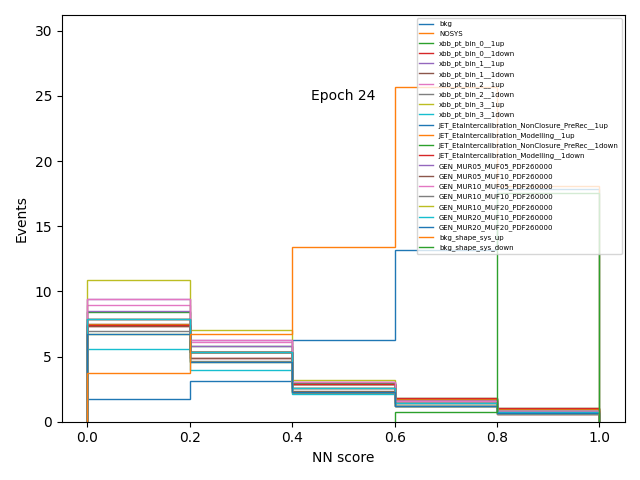 30
25
20
15
10
5
0
Events
Epoch 24
bkg
NOSYS
xbb_pt_bin_0__1up
xbb_pt_bin_0__1down
xbb_pt_bin_1__1up
xbb_pt_bin_1__1down
xbb_pt_bin_2__1up
xbb_pt_bin_2__1down
xbb_pt_bin_3__1up
xbb_pt_bin_3__1down
JET_EtaIntercalibration_NonClosure_PreRec__1up
JET_EtaIntercalibration_Modelling__1up
JET_EtaIntercalibration_NonClosure_PreRec__1down
JET_EtaIntercalibration_Modelling__1down
GEN_MUR05_MUF05_PDF260000
GEN_MUR05_MUF10_PDF260000
GEN_MUR10_MUF05_PDF260000
GEN_MUR10_MUF10_PDF260000
GEN_MUR10_MUF20_PDF260000
GEN_MUR20_MUF10_PDF260000
GEN_MUR20_MUF20_PDF260000
bkg_shape_sys_up
bkg_shape_sys_down
0.0 0.2 0.4 0.6 0.8 1.0
NN score